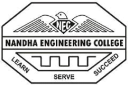 NEC
NANDHA ENGINEERING COLLEGE
LEARN
SERVE
SUCCEED